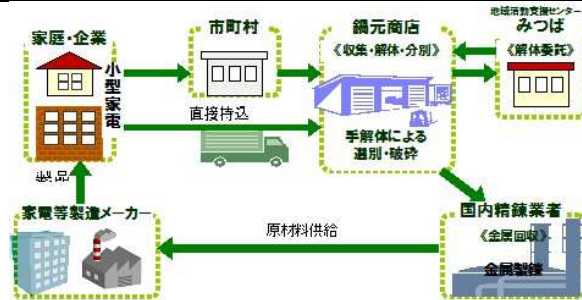 家庭・企業
小型家電
市町村
鍋元商店
《収集・解体・分別》
地域活動支援センター
みつば
《解体委託》
直接持込
手解体による
選別・破砕
製品
家電等製造メーカー
原材料供給
国内精錬業者
《金属回収》
金属製錬